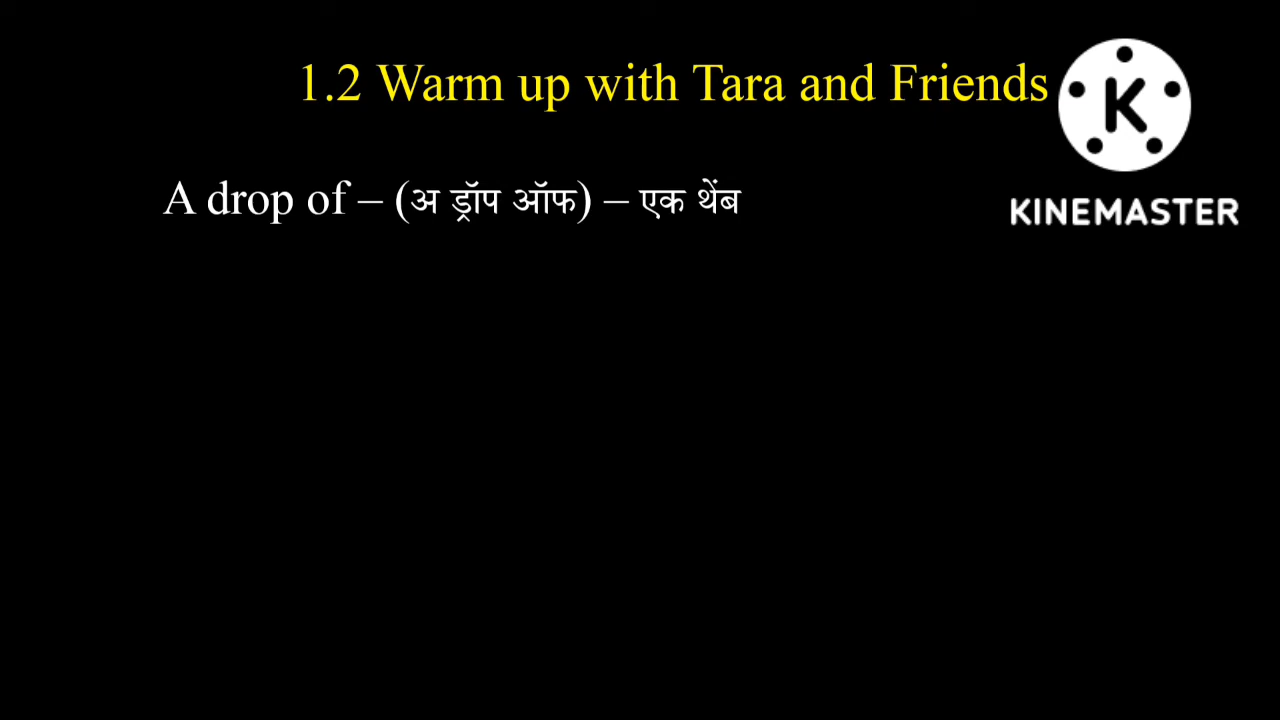 1.2 Warm up with Tara and Friends
A drop of – (अ ड्रॉप ऑफ) – एक थेंब
K
KINEMASTER